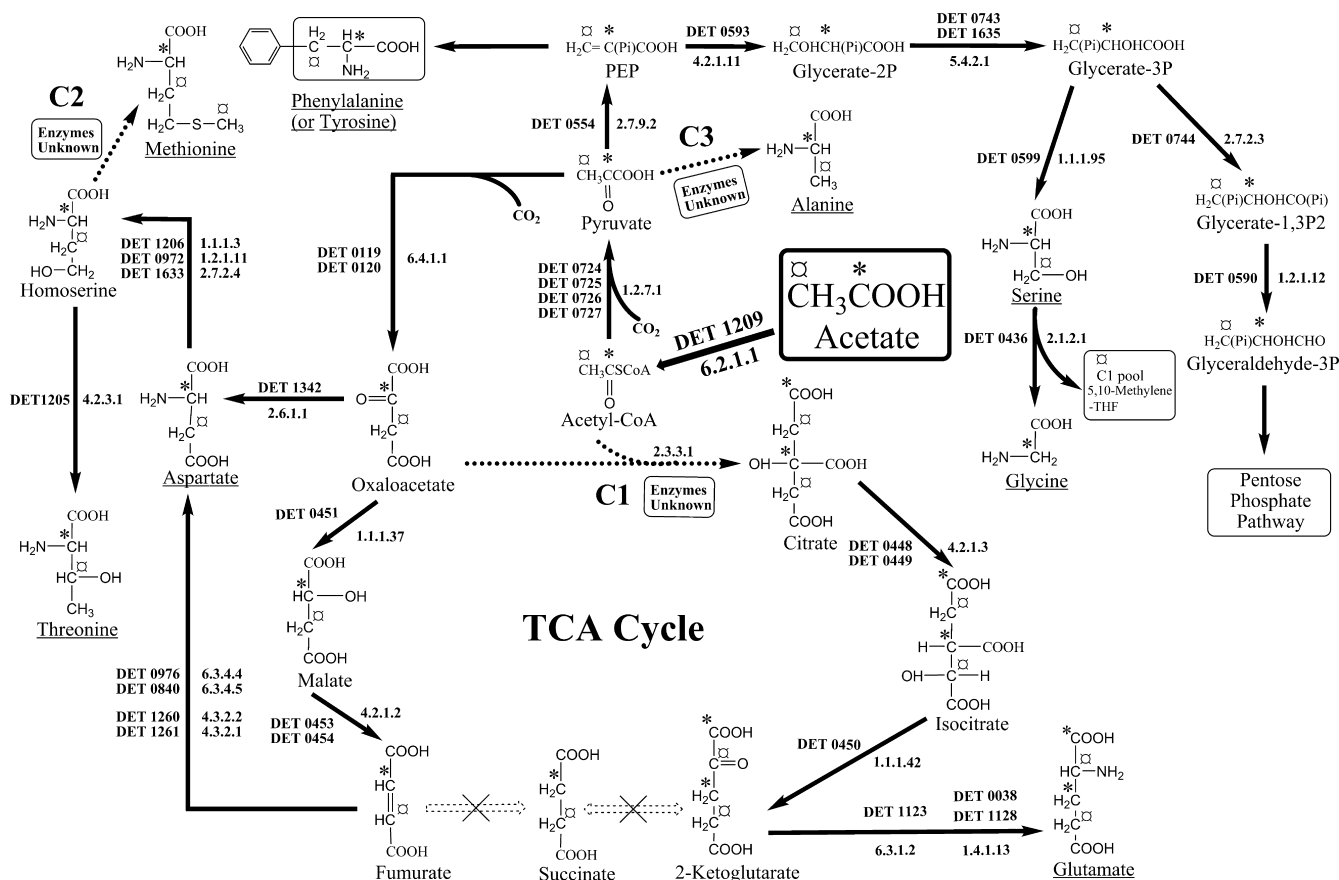 COOH
*
H2N CH
¤
H2C
¤
H2C S CH3
Methionine
C2
Enzymes
Unknown
H2 H*
C C COOH
¤ NH2
Phenylalanine
(or Tyrosine)
¤ *
H2C=C(Pi)COOH
PEP
DET 0593
4.2.1.11
¤ *
H2COHCH(Pi)COOH
Glycerate-2P
DET 0743
DET 1635
5.4.2.1
¤ *
H2C(Pi)CHOHCOOH
Glycerate-3P
DET 0554 2.7.9.2
C3
Enzymes
Unknown
COOH
*
H2N CH
CH3
Alanine
¤ *
CH3CCOOH
O
Pyruvate
CO2
DET 0599 1.1.1.95
DET 0744 2.7.2.3
¤ *
H2C(Pi)CHOHCO(Pi)
Glycerate-1,3P2
COOH
*
H2N CH
¤
H2C
HO CH2
Homoserine
DET 1206 1.1.1.3
DET 0972 1.2.1.11
DET 1633 2.7.2.4
DET 0119
DET 0120
6.4.1.1
DET 0724
DET 0725
DET 0726
DET 0727
1.2.7.1
CO2
¤ *
CH3COOH
Acetate
DET 1209
6.2.1.1
COOH
*
H2N CH
¤
H2C OH
Serine
DET 0590 1.2.1.12
DET 0436 2.1.2.1
¤
C1 pool
5,10-Methylene
-THF
¤ *
H2C(Pi)CHOHCHO
Glyceraldehyde-3P
¤ *
CH3CSCoA
O
Acetyl-CoA
DET1205 4.2.3.1
COOH
*
H2N CH
¤
H2C
COOH
Aspartate
DET 1342
2.6.1.1
COOH
*
O=C
¤
H2C
COOH
Oxaloacetate
2.3.3.1
C1
Enzymes
Unknown
*
COOH
¤
H2C
*
OH C COOH
¤
H2C
COOH
Citrate
COOH
*
H2N CH2
Glycine
Pentose
Phosphate
Pathway
COOH
*
H2N CH
¤
HC OH
CH3
Threonine
DET 0451
1.1.1.37
DET 0448
DET 0449
4.2.1.3
COOH
*
HC OH
¤
H2C
COOH
Malate
TCA Cycle
*
COOH
¤
H2C
*
H C COOH
¤
OH C H
COOH
Isocitrate
DET 0976 6.3.4.4
DET 0840 6.3.4.5
DET 1260 4.3.2.2
DET 1261 4.3.2.1
4.2.1.2
DET 0453
DET 0454
DET 0450
1.1.1.42
COOH
*
HC
¤
HC
COOH
Fumurate
COOH
*
H2C
¤
H2C
COOH
Succinate
*
COOH
¤
C=O
*
H2C
¤
H2C
COOH
2-Ketoglutarate
DET 1123
DET 0038
DET 1128
6.3.1.2 1.4.1.13
*
COOH
¤
CH NH2
*
H2C
¤
H2C
COOH
Glutamate